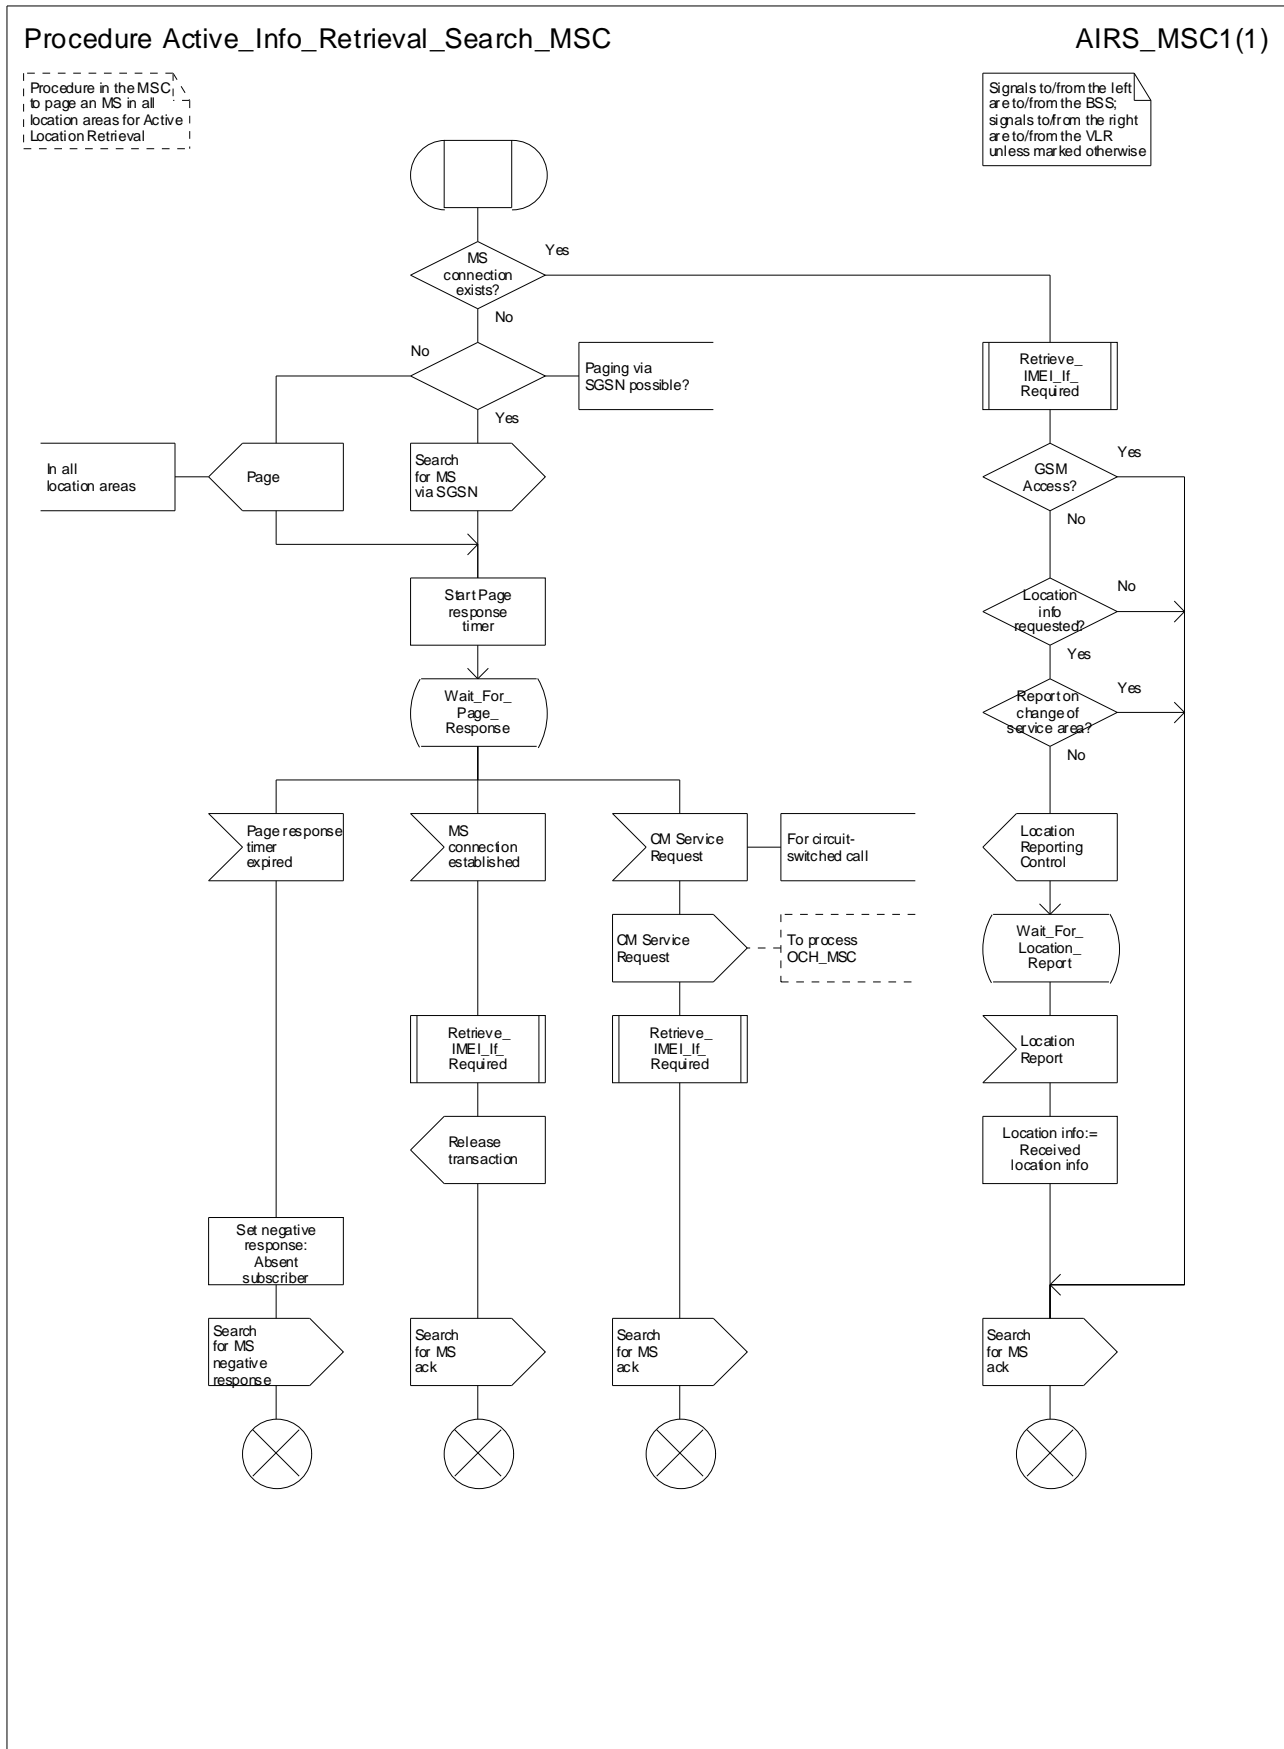 Procedure Active_Info_Retrieval_Search_MSC
AIRS_MSC1(1)
Procedure in the MSC
to page an MS in all
location areas for Active
Location Retrieval
Signals to/from the left
are to/from the BSS;
signals to/from the right
are to/from the VLR
unless marked otherwise
MS
connection
exists?
Yes
No
No
Paging via
SGSN possible?
Yes
Retrieve_
IMEI_If_
Required
In all
location areas
Page
Search
for MS
via SGSN
GSM
Access?
Yes
No
Start Page
response
timer
Location
info
requested?
No
Yes
Wait_For_
Page_
Response
Report on
change of
service area?
Yes
No
Page response
timer
expired
MS
connection
established
CM Service
Request
For circuit-
switched call
Location
Reporting
Control
CM Service
Request
To process
OCH_MSC
Wait_For_
Location_
Report
Retrieve_
IMEI_If_
Required
Retrieve_
IMEI_If_
Required
Location
Report
Release
transaction
Location info:=
Received
location info
Set negative
response:
Absent
subscriber
Search
for MS
negative
response
Search
for MS
ack
Search
for MS
ack
Search
for MS
ack